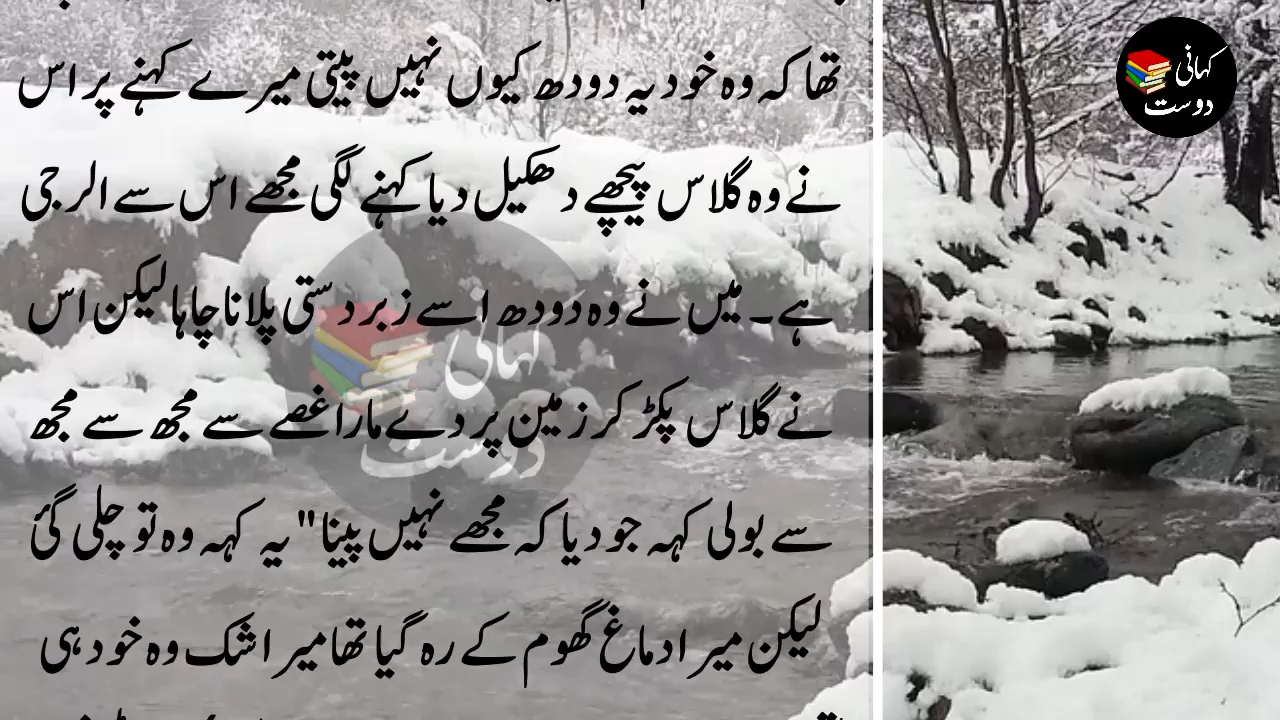 تھا کہ وہ خود یہ دودھ کیوں نہیں پیتی میرے کہنے پر اس
نے وہ گلاس پیچھے دھکیل دیا کہنے لگی مجھے اس سے الرجی
ہے۔ میں نے وہ دودھ اسے زبردستی پلانا چاہا لیکن اس
نے گلاس پکڑ کر زمین پر دے مارا غصے سے مجھ سے مجھ
سے بولی کہہ جو دیا کہ مجھے نہیں پینا" یہ کہہ وہ تو چلی گئ
لیکن میرا دماغ گھوم کے رہ گیا تھا میرا شک وہ خود ہی
کہانی
دوست
کہانی
دوست